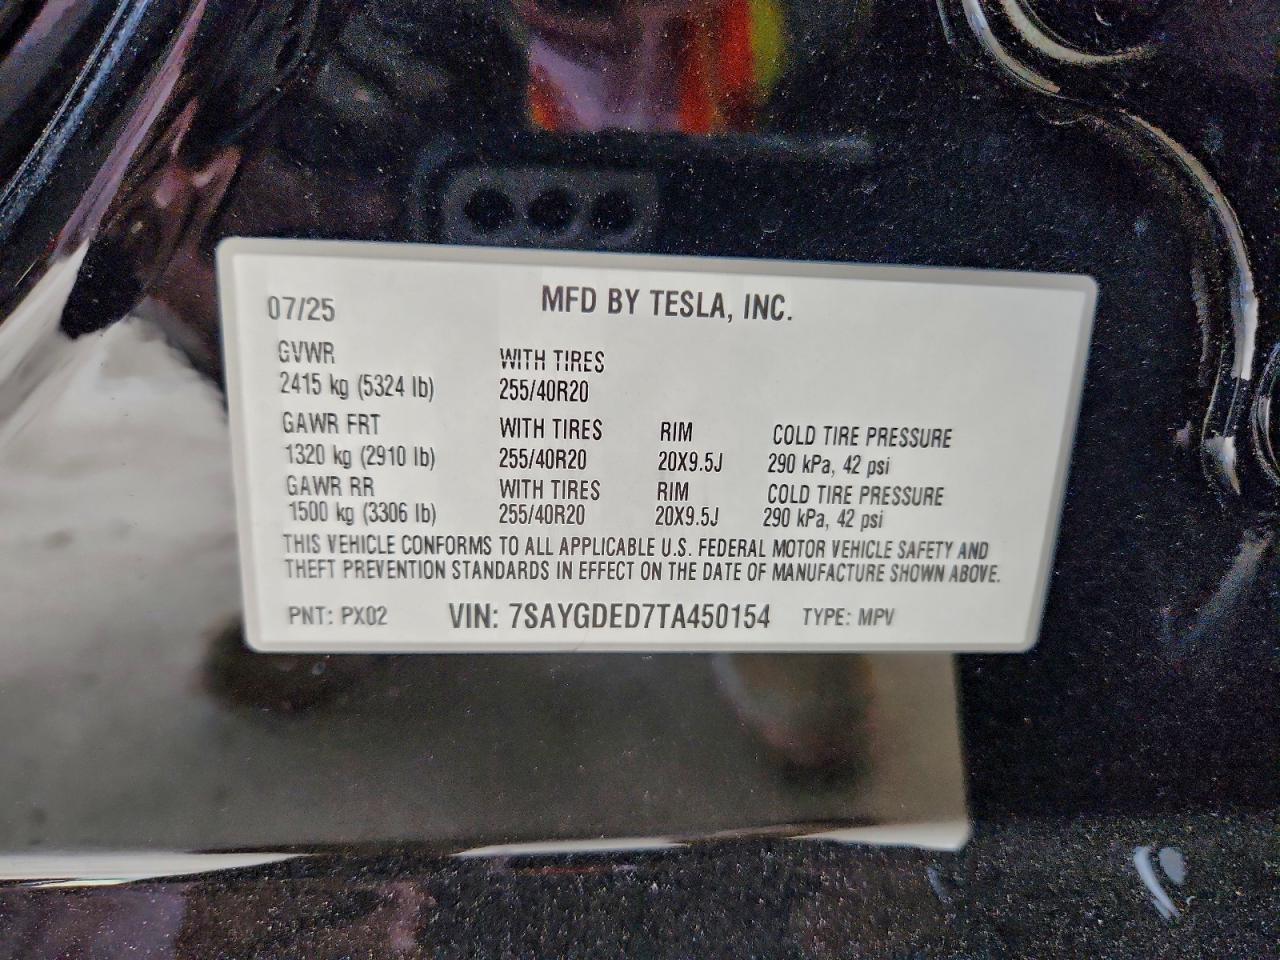 07/25 MFD BY TESLA, INC.
GVWR WITH TIRES
2415 kg (5324 lb) 255/40R20
GAWR FRT WITH TIRES RIM COLD TIRE PRESSURE
1320 kg (2910 lb) 255/40R20 20X9.5J 290 kPa, 42 psi
GAWR RR WITH TIRES RIM COLD TIRE PRESSURE
1500 kg (3306 lb) 255/40R20 20X9.5J 290 kPa, 42 psi
THIS VEHICLE CONFORMS TO ALL APPLICABLE U.S. FEDERAL MOTOR VEHICLE SAFETY AND
THEFT PREVENTION STANDARDS IN EFFECT ON THE DATE OF MANUFACTURE SHOWN ABOVE.
PNT: PX02 VIN: 7SAYGDED7TA450154 TYPE: MPV